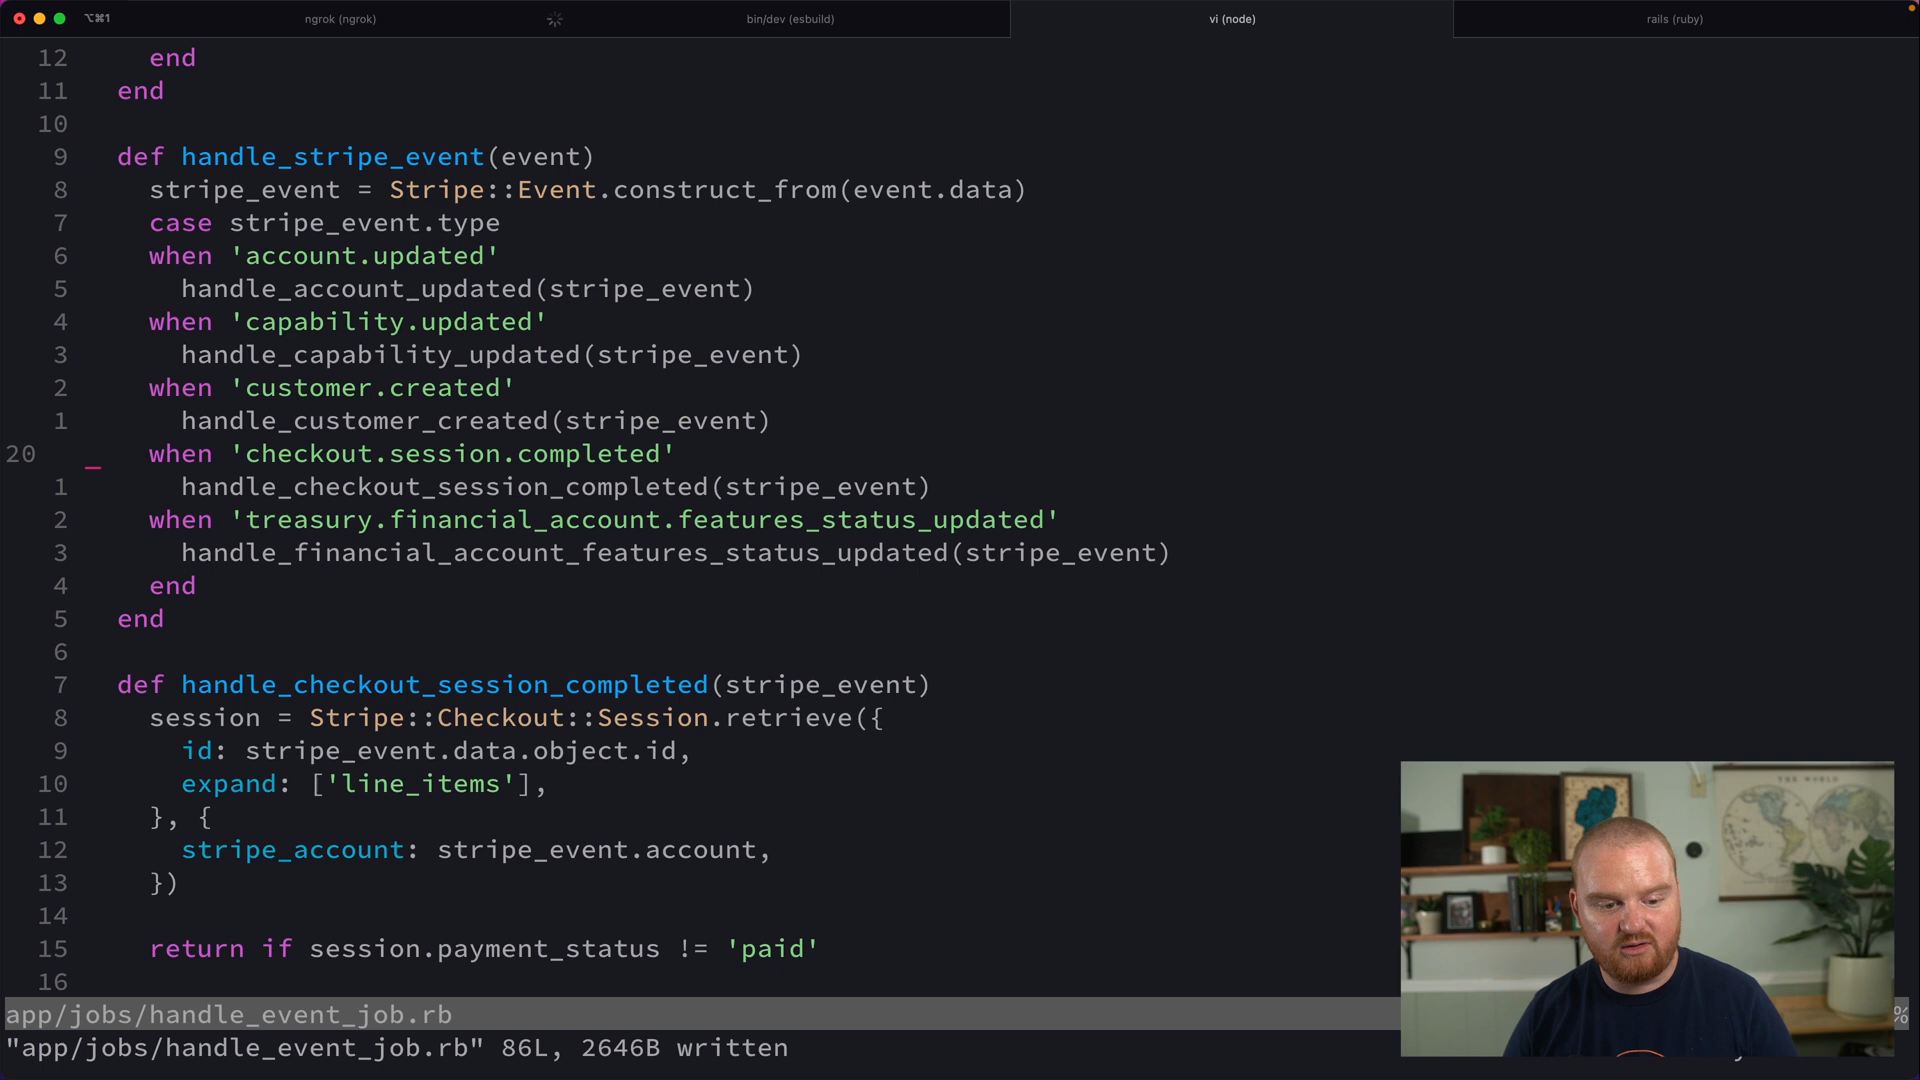 ⌥⌘1
ngrok (ngrok)
bin/dev (esbuild)
vi (node)
rails (ruby)
12 end
11 end
10
9 def handle_stripe_event(event)
8 stripe_event = Stripe::Event.construct_from(event.data)
7 case stripe_event.type
6 when 'account.updated'
5 handle_account_updated(stripe_event)
4 when 'capability.updated'
3 handle_capability_updated(stripe_event)
2 when 'customer.created'
1 handle_customer_created(stripe_event)
20 when 'checkout.session.completed'
1 handle_checkout_session_completed(stripe_event)
2 when 'treasury.financial_account.features_status_updated'
3 handle_financial_account_features_status_updated(stripe_event)
4 end
5 end
6
7 def handle_checkout_session_completed(stripe_event)
8 session = Stripe::Checkout::Session.retrieve({
9 id: stripe_event.data.object.id,
10 expand: ['line_items'],
11 }, {
12 stripe_account: stripe_event.account,
13 })
14
15 return if session.payment_status != 'paid'
16
THE WORLD
app/jobs/handle_event_job.rb
%
"app/jobs/handle_event_job.rb" 86L, 2646B written